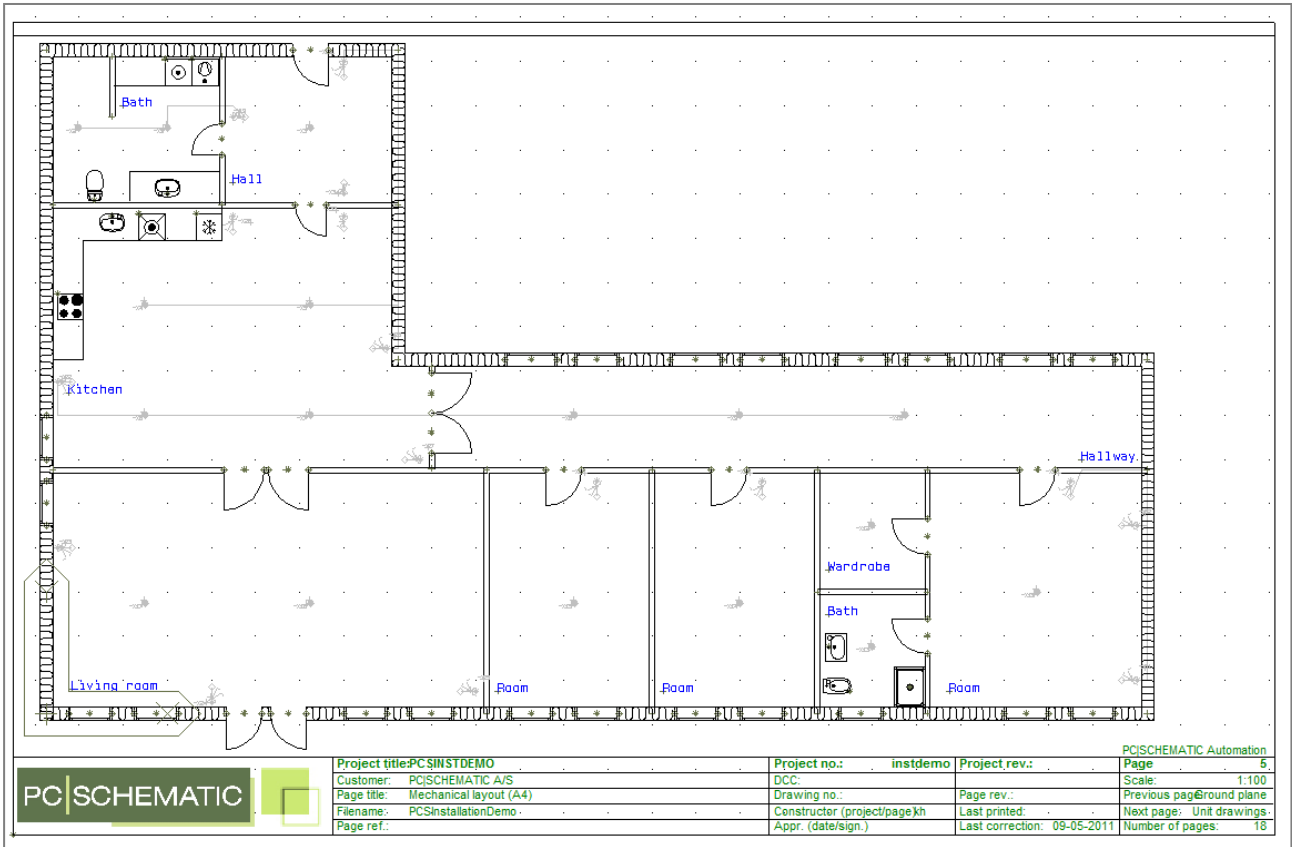 Bath
Hall
Kitchen
Hallway
Wardrobe
Bath
Living room
Room
Room
Room
PC|SCHEMATIC Automation
PC|SCHEMATIC
Project title: PCSINSTDEMO
Project no.: instdemo
Project rev.:
Page 5
Customer: PC|SCHEMATIC A/S
DCC:
Scale: 1:100
Page title: Mechanical layout (A4)
Drawing no.:
Page rev.:
Previous page Ground plane
Filename: PCSInstallationDemo
Constructor (project/page) kh
Last printed:
Next page: Unit drawings
Page ref.:
Appr. (date/sign.)
Last correction: 09-05-2011
Number of pages: 18